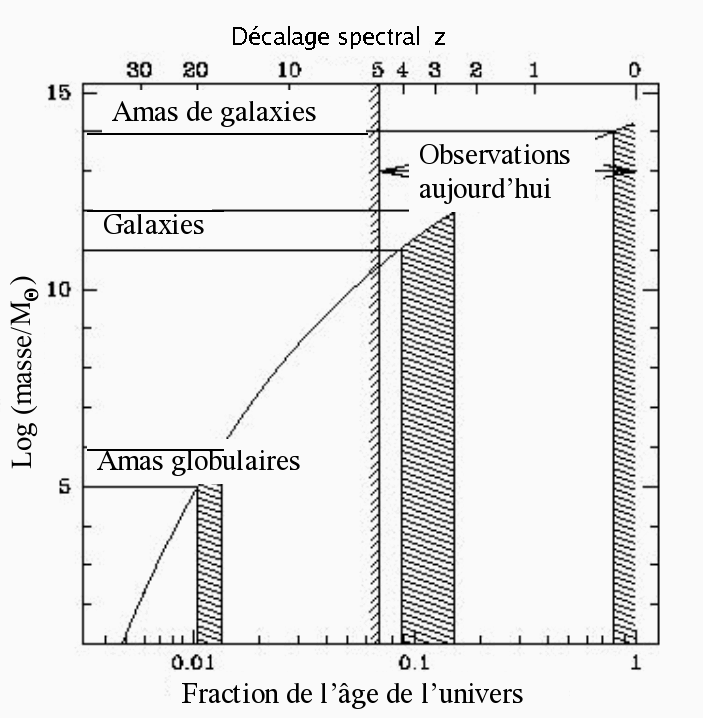 Décalage spectral z
30 20 10 5 4 3 2 1 0
15
Amas de galaxies
Observations
aujourd'hui
Galaxies
10
Log (masse/M⊙)
Amas globulaires
5
0.01 0.1 1
Fraction de l'âge de l'univers